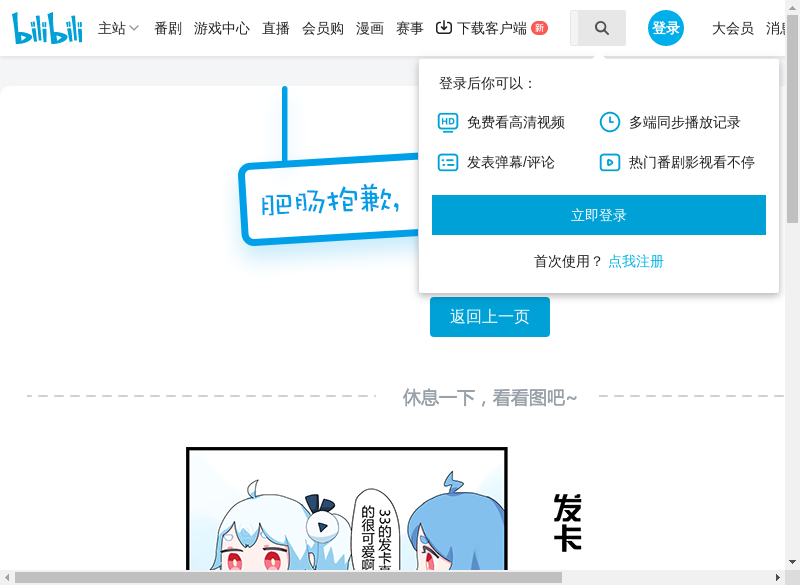 bilibili
主站 番剧 游戏中心 直播 会员购 漫画 赛事 下载客户端 新 登录 大会员 消息
登录后你可以：
HD 免费看高清视频 多端同步播放记录
发表弹幕/评论 热门番剧影视看不停
立即登录
首次使用？ 点我注册
肥肠抱歉，
返回上一页
休息一下，看看图吧~
33的发卡真
的很可爱啊
发卡